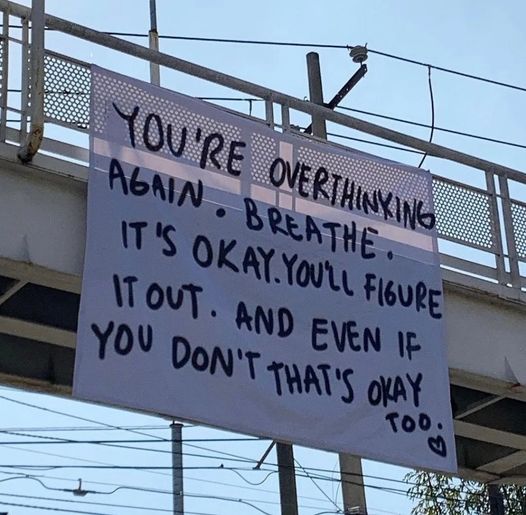 YOU'RE OVERTHINKING
AGAIN. BREATHE.
IT'S OKAY. YOU'LL FIGURE
IT OUT. AND EVEN IF
YOU DON'T THAT'S OKAY
TOO.